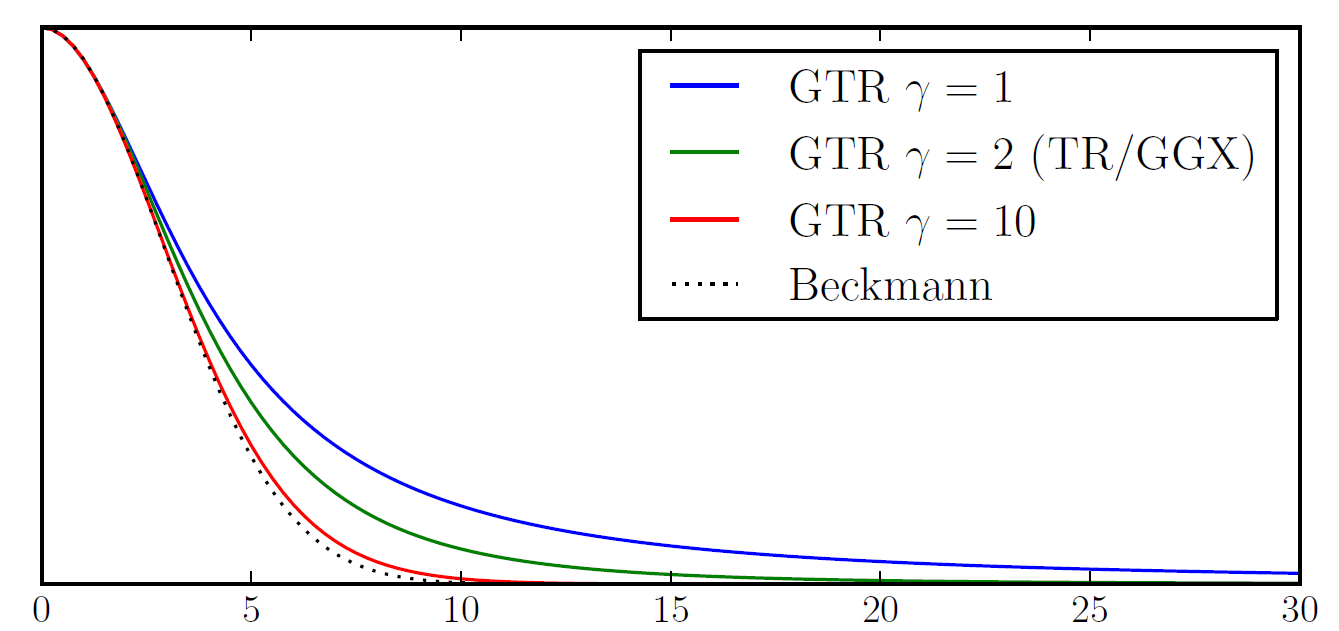 GTR γ = 1
GTR γ = 2 (TR/GGX)
GTR γ = 10
Beckmann
0 5 10 15 20 25 30